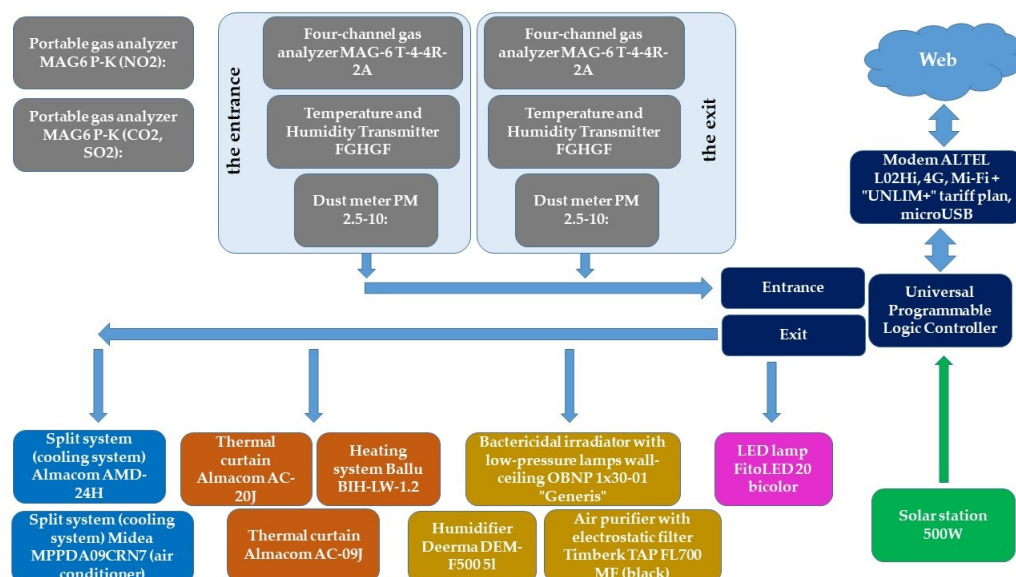 Portable gas analyzer
MAG6 P-K (NO2):
Portable gas analyzer
MAG6 P-K (CO2,
SO2):
the entrance
Four-channel gas
analyzer MAG-6 T-4-4R-
2A
Temperature and
Humidity Transmitter
FGHGF
Dust meter PM
2.5-10:
Four-channel gas
analyzer MAG-6 T-4-4R-
2A
Temperature and
Humidity Transmitter
FGHGF
Dust meter PM
2.5-10:
the exit
Web
Modem ALTEL
L02Hi, 4G, Mi-Fi +
"UNLIM+" tariff plan,
microUSB
Entrance
Exit
Universal
Programmable
Logic Controller
Split system
(cooling system)
Almacom AMD-
24H
Split system (cooling
system) Midea
MPPDA09CRN7 (air
conditioner)
Thermal
curtain
Almacom AC-
20J
Heating
system Ballu
BIH-LW-1.2
Thermal curtain
Almacom AC-09J
Bactericidal irradiator with
low-pressure lamps wall-
ceiling OBNP 1x30-01
"Generis"
Humidifier
Deerma DEM-
F500 5l
Air purifier with
electrostatic filter
Timberk TAP FL700
MF (black)
LED lamp
FitoLED 20
bicolor
Solar station
500W